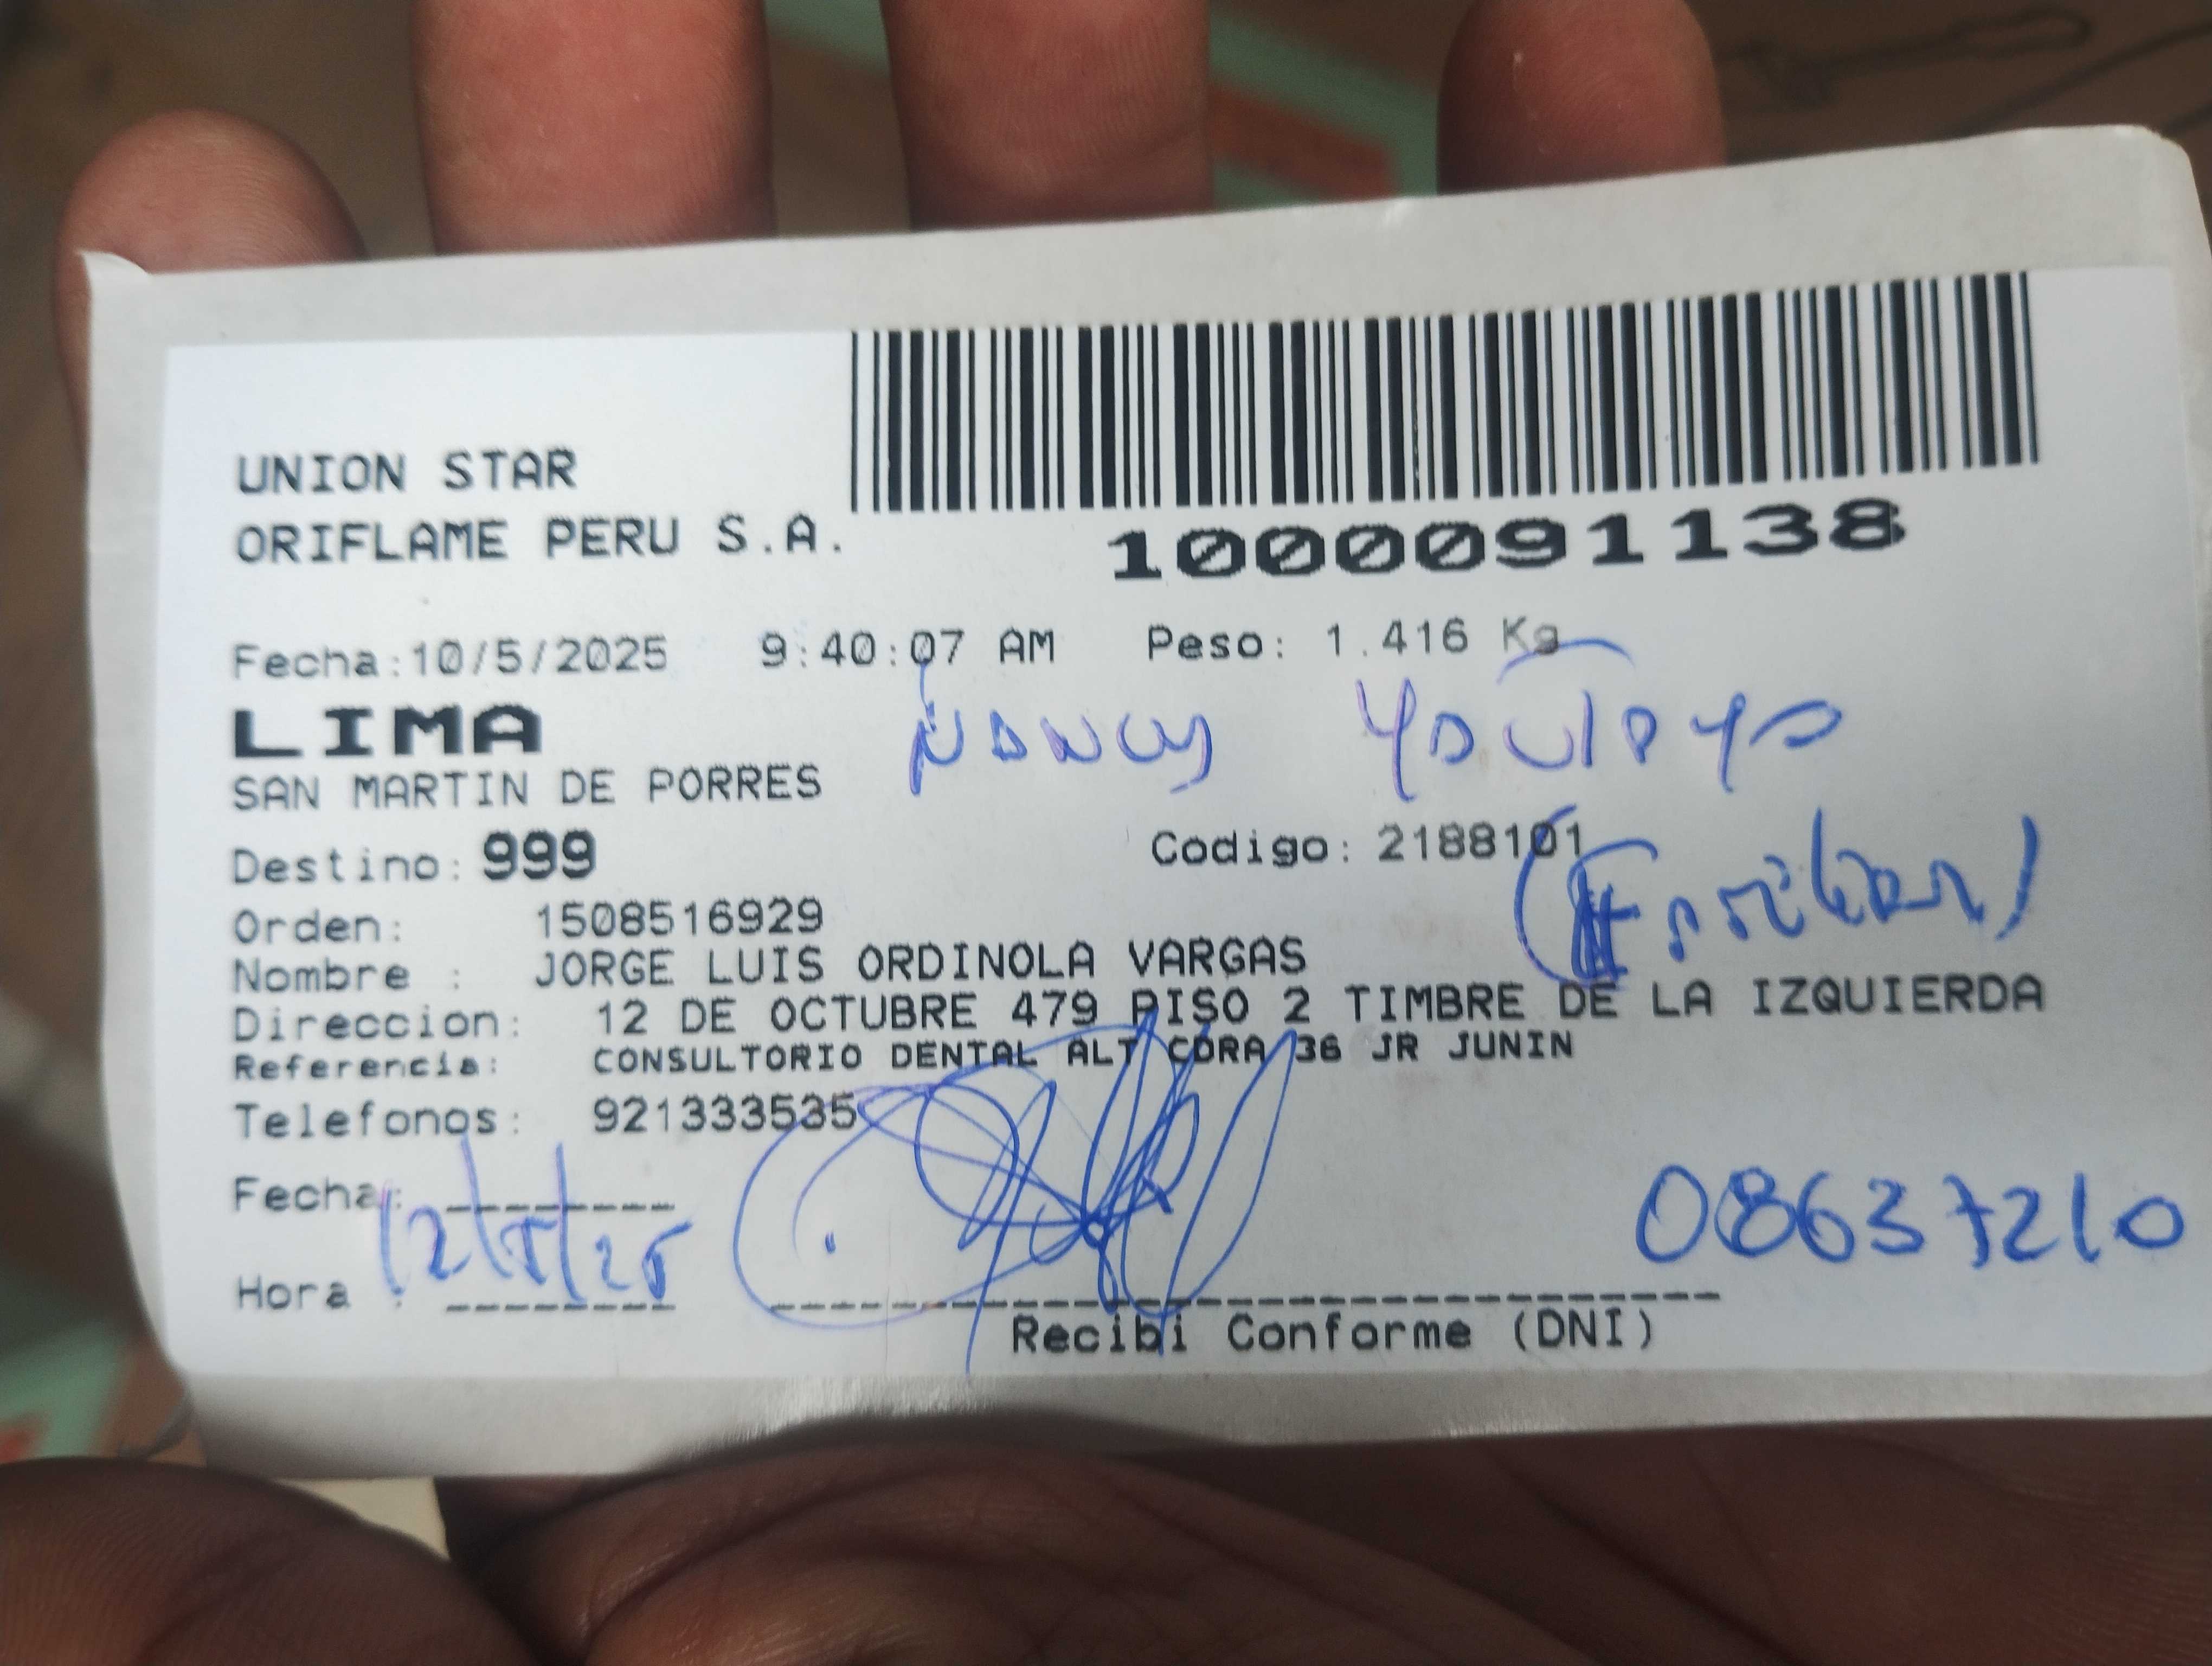 UNION STAR
ORIFLAME PERU S.A.
1000091138
Fecha:10/5/2025 9:40:07 AM Peso: 1.416 Kg
LIMA
SAN MARTIN DE PORRES
Nancy
Destino: 999 Codigo: 2188101
Orden: 1508516929
Nombre : JORGE LUIS ORDINOLA VARGAS
Direccion: 12 DE OCTUBRE 479 PISO 2 TIMBRE DE LA IZQUIERDA
Referencia: CONSULTORIO DENTAL ALT CDRA 36 JR JUNIN
Telefonos: 921333535
Fecha: 12/5/25
08637210
Hora :
Recibi Conforme (DNI)